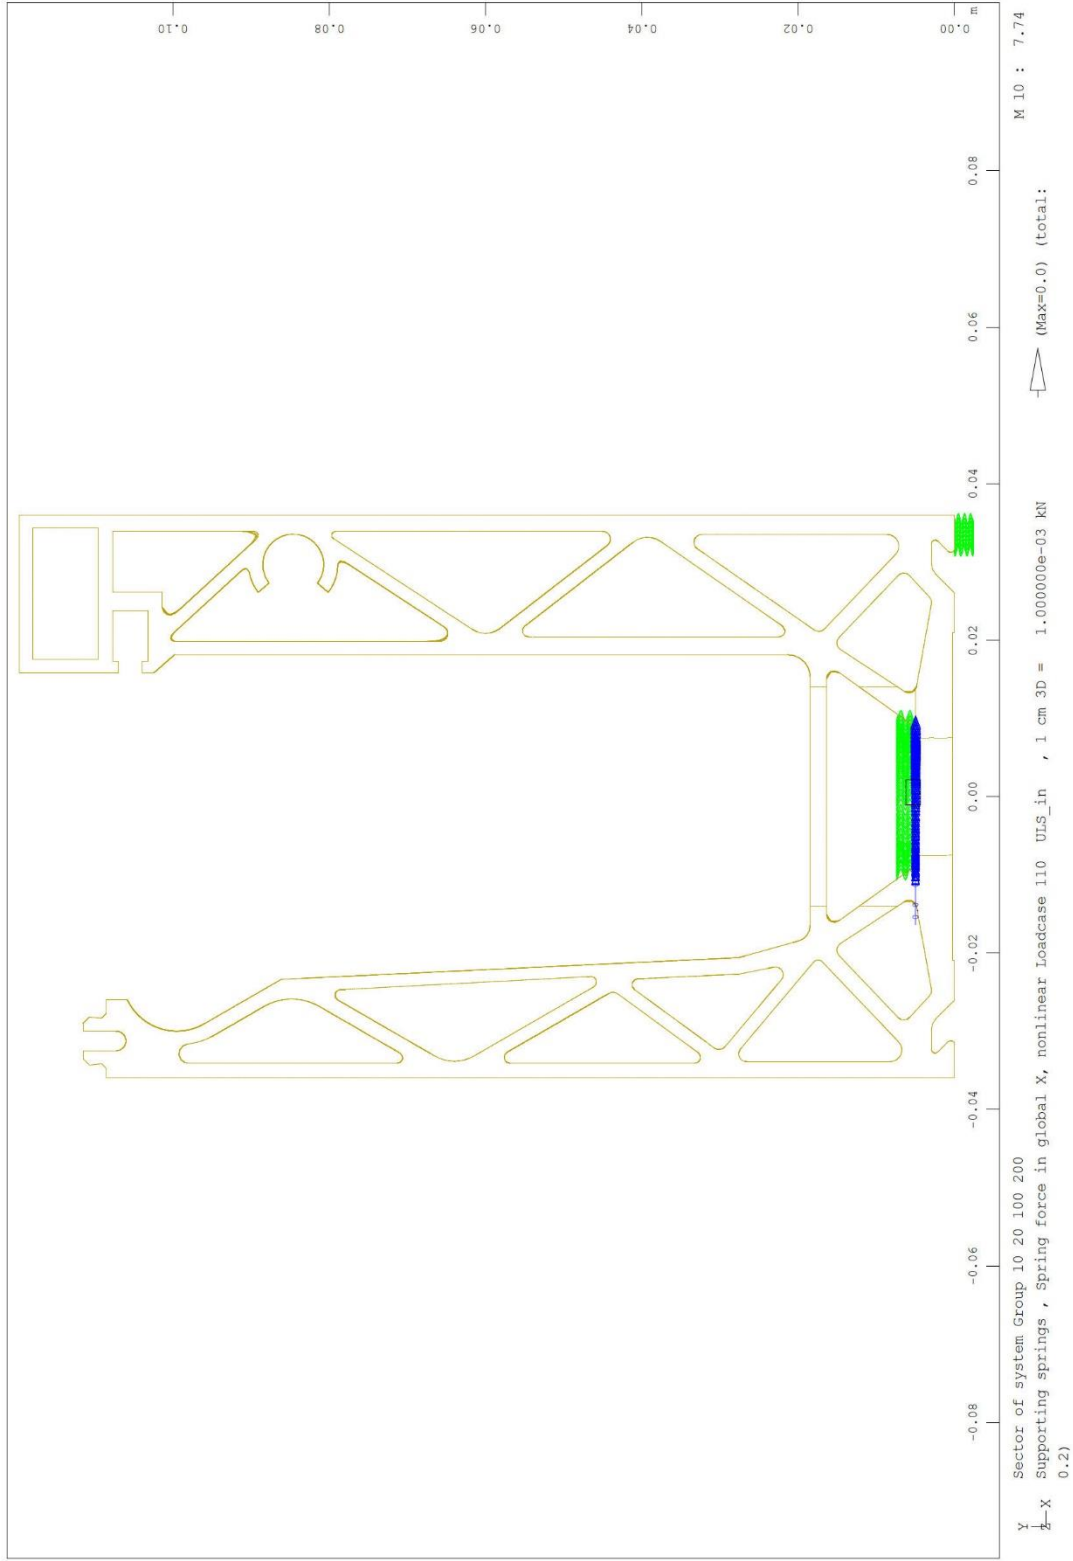 0.10
0.08
0.06
0.04
0.02
0.00
m
-0.08
-0.06
-0.04
-0.02
0.00
0.02
0.04
0.06
0.08
m
-0.0
Y
X
Z
Sector of system Group 10 20 100 200
M 10 : 7.74
Supporting springs , Spring force in global X, nonlinear Loadcase 110 ULS_in , 1 cm 3D = 1.000000e-03 kN (Max=0.0) (total:
0.2)